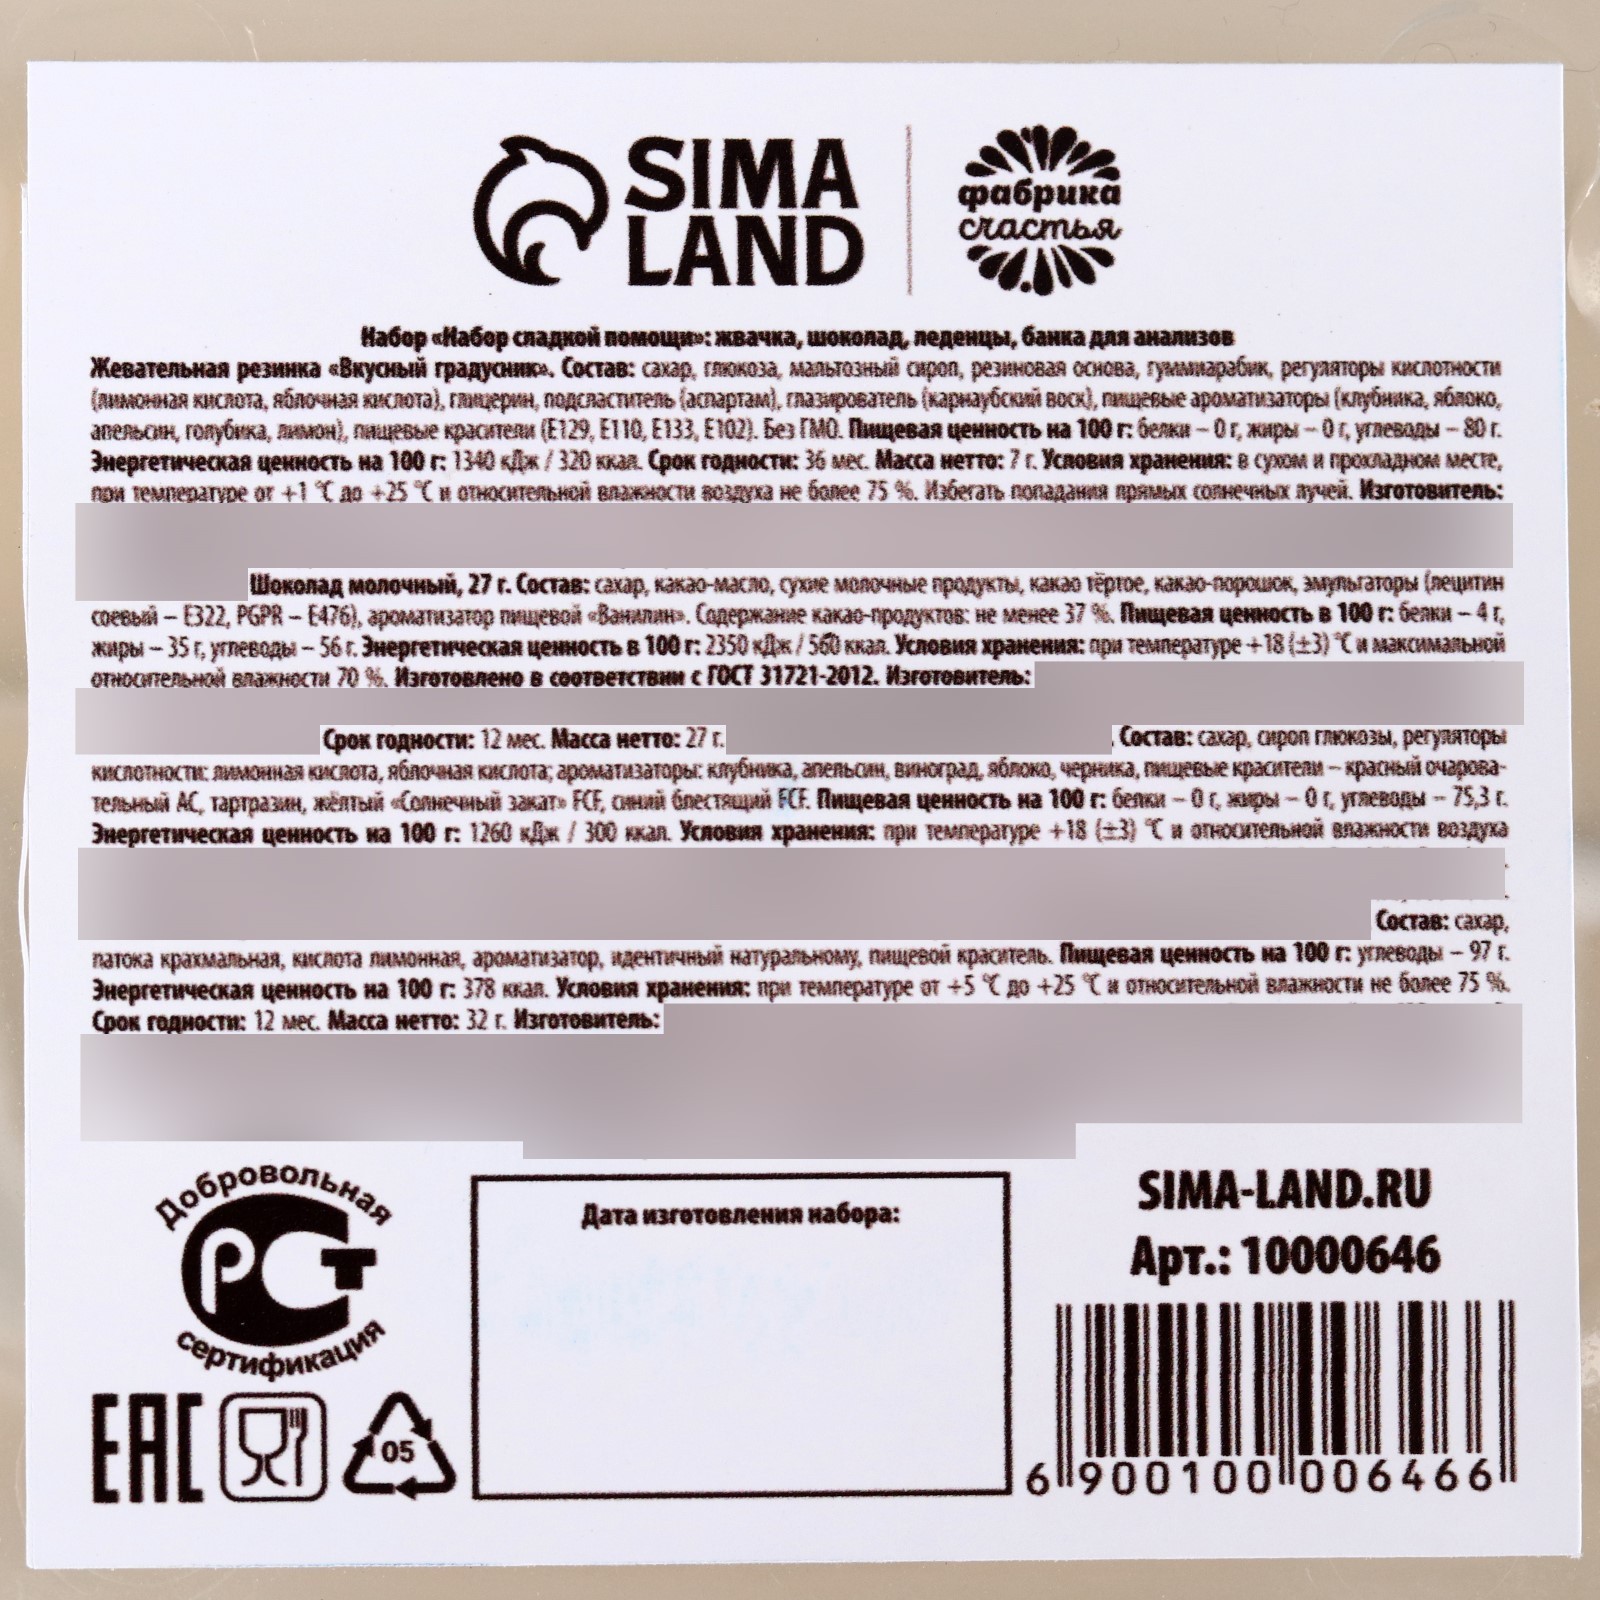 SIMA
LAND
фабрика
счастья
Набор «Набор сладкой помощи»: жвачка, шоколад, леденцы, банка для анализов
Жевательная резинка «Вкусный градусник». Состав: сахар, глюкоза, мальтозный сироп, резиновая основа, гуммиарабик, регуляторы кислотности
(лимонная кислота, яблочная кислота), глицерин, подсластитель (аспартам), глазирователь (карнаубский воск), пищевые ароматизаторы (клубника, яблоко,
апельсин, голубика, лимон), пищевые красители (Е129, Е110, Е133, Е102). Без ГМО. Пищевая ценность на 100 г: белки – 0 г, жиры – 0 г, углеводы – 80 г.
Энергетическая ценность на 100 г: 1340 кДж / 320 ккал. Срок годности: 36 мес. Масса нетто: 7 г. Условия хранения: в сухом и прохладном месте,
при температуре от +1 °С до +25 °С и относительной влажности воздуха не более 75 %. Избегать попадания прямых солнечных лучей. Изготовитель:
Шоколад молочный, 27 г. Состав: сахар, какао-масло, сухие молочные продукты, какао тёртое, какао-порошок, эмульгаторы (лецитин
соевый – Е322, PGPR – Е476), ароматизатор пищевой «Ванилин». Содержание какао-продуктов: не менее 37 %. Пищевая ценность в 100 г: белки – 4 г,
жиры – 35 г, углеводы – 56 г. Энергетическая ценность в 100 г: 2350 кДж / 560 ккал. Условия хранения: при температуре +18 (±3) °С и максимальной
относительной влажности 70 %. Изготовлено в соответствии с ГОСТ 31721-2012. Изготовитель:
Срок годности: 12 мес. Масса нетто: 27 г. Состав: сахар, сироп глюкозы, регуляторы
кислотности: лимонная кислота, яблочная кислота; ароматизаторы: клубника, апельсин, виноград, яблоко, черника, пищевые красители – красный очарова-
тельный АС, тартразин, жёлтый «Солнечный закат» FCF, синий блестящий FCF. Пищевая ценность на 100 г: белки – 0 г, жиры – 0 г, углеводы – 75,3 г.
Энергетическая ценность на 100 г: 1260 кДж / 300 ккал. Условия хранения: при температуре +18 (±3) °С и относительной влажности воздуха
Состав: сахар,
патока крахмальная, кислота лимонная, ароматизатор, идентичный натуральному, пищевой краситель. Пищевая ценность на 100 г: углеводы – 97 г.
Энергетическая ценность на 100 г: 378 ккал. Условия хранения: при температуре от +5 °С до +25 °С и относительной влажности не более 75 %.
Срок годности: 12 мес. Масса нетто: 32 г. Изготовитель:
Добровольная
РСТ
сертификация
ЕАС
05
Дата изготовления набора:
SIMA-LAND.RU
Арт.: 10000646
6 900100 006466